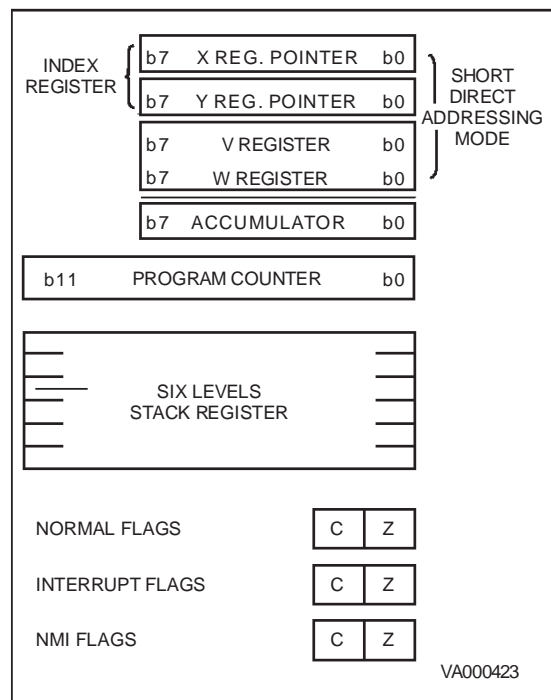 INDEX
REGISTER
b7 X REG. POINTER b0
b7 Y REG. POINTER b0
b7 V REGISTER b0
b7 W REGISTER b0
b7 ACCUMULATOR b0
SHORT
DIRECT
ADDRESSING
MODE
b11 PROGRAM COUNTER b0
SIX LEVELS
STACK REGISTER
NORMAL FLAGS C Z
INTERRUPT FLAGS C Z
NMI FLAGS C Z
VA000423